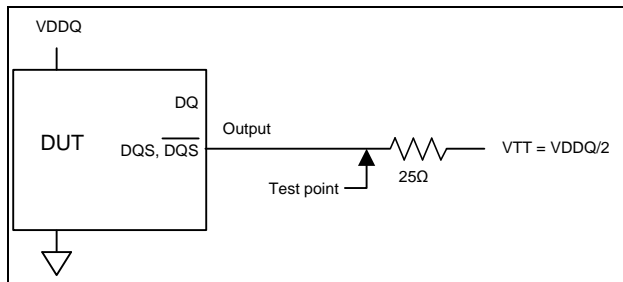 VDDQ
DQ
DUT
DQS, DQS
Output
Test point
25Ω
VTT = VDDQ/2